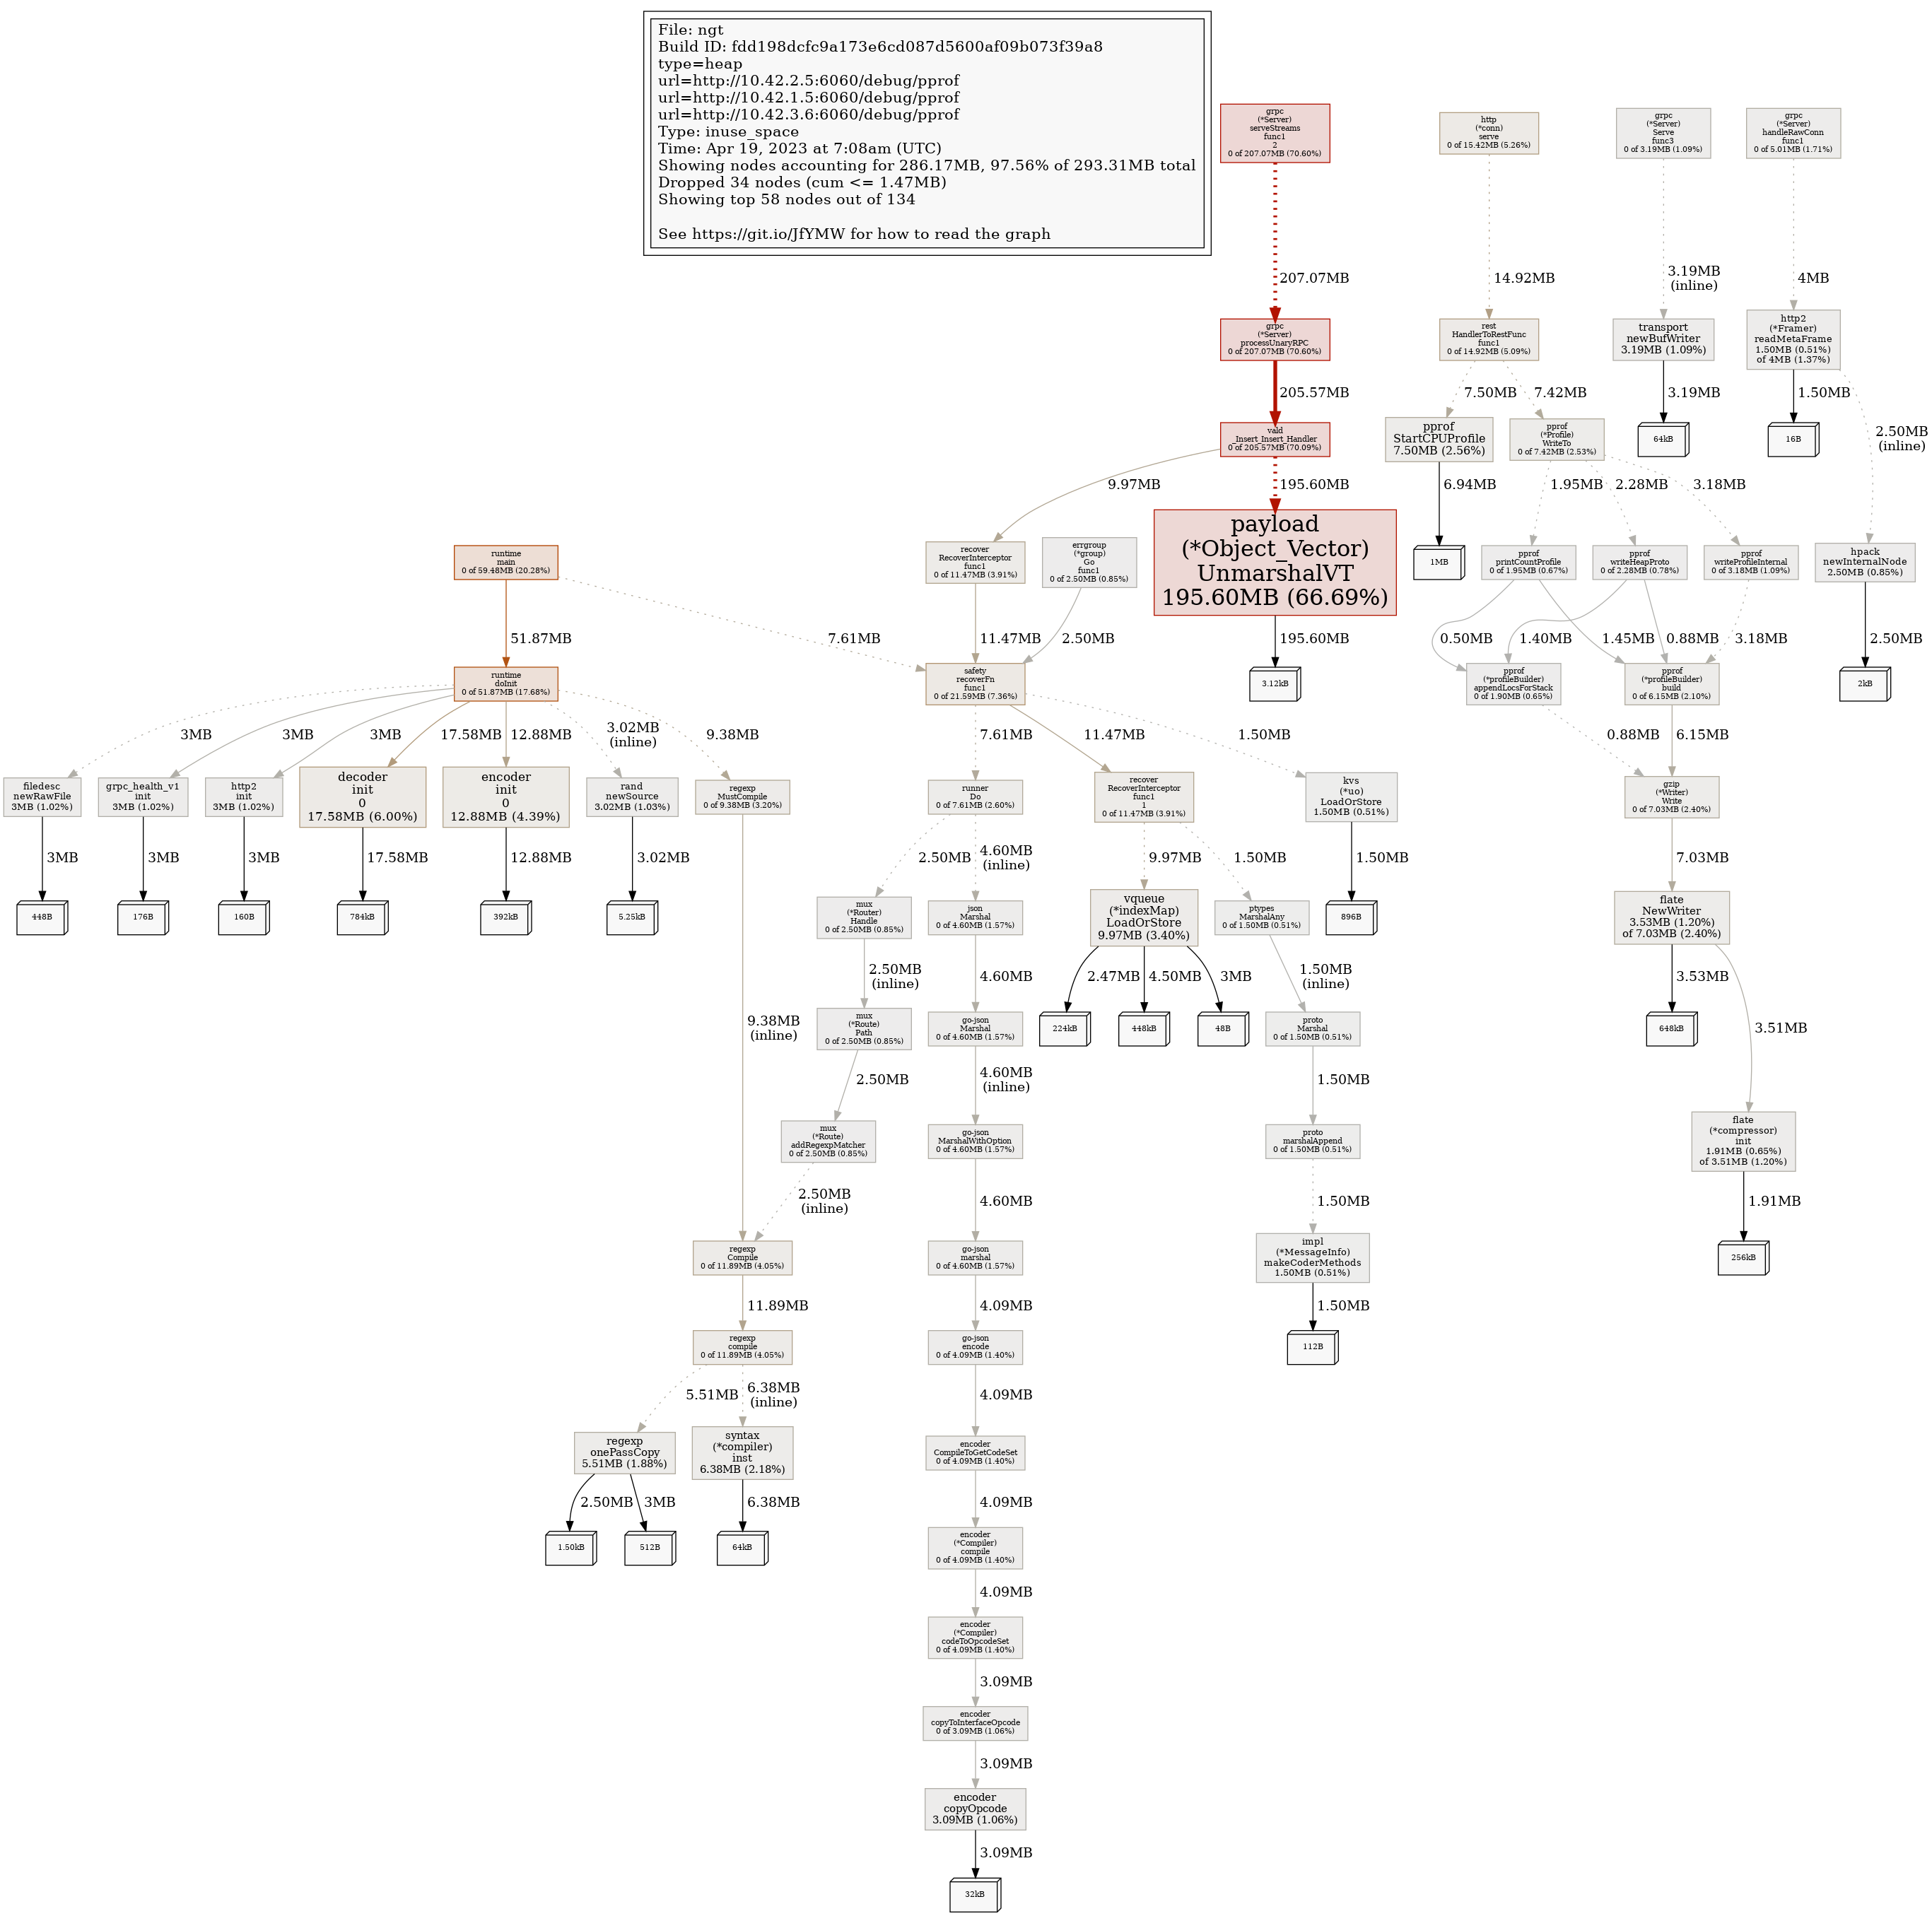 File: ngt
Build ID: fdd198dcfc9a173e6cd087d5600af09b073f39a8
type=heap
url=http://10.42.2.5:6060/debug/pprof
url=http://10.42.1.5:6060/debug/pprof
url=http://10.42.3.6:6060/debug/pprof
Type: inuse_space
Time: Apr 19, 2023 at 7:08am (UTC)
Showing nodes accounting for 286.17MB, 97.56% of 293.31MB total
Dropped 34 nodes (cum <= 1.47MB)
Showing top 58 nodes out of 134
See https://git.io/JfYMW for how to read the graph
grpc
(*Server)
serveStreams
func1
2
0 of 207.07MB (70.60%)
http
(*conn)
serve
0 of 15.42MB (5.26%)
grpc
(*Server)
Serve
func3
0 of 3.19MB (1.09%)
grpc
(*Server)
handleRawConn
func1
0 of 5.01MB (1.71%)
207.07MB
14.92MB
3.19MB
(inline)
4MB
grpc
(*Server)
processUnaryRPC
0 of 207.07MB (70.60%)
rest
HandlerToRestFunc
func1
0 of 14.92MB (5.09%)
transport
newBufWriter
3.19MB (1.09%)
http2
(*Framer)
readMetaFrame
1.50MB (0.51%)
of 4MB (1.37%)
205.57MB
7.50MB
7.42MB
3.19MB
1.50MB
2.50MB
(inline)
vald
_Insert_Insert_Handler
0 of 205.57MB (70.09%)
pprof
StartCPUProfile
7.50MB (2.56%)
pprof
(*Profile)
WriteTo
0 of 7.42MB (2.53%)
64kB
16B
9.97MB
195.60MB
6.94MB
1.95MB
2.28MB
3.18MB
runtime
main
0 of 59.48MB (20.28%)
recover
RecoverInterceptor
func1
0 of 11.47MB (3.91%)
errgroup
(*group)
Go
func1
0 of 2.50MB (0.85%)
payload
(*Object_Vector)
UnmarshalVT
195.60MB (66.69%)
1MB
pprof
printCountProfile
0 of 1.95MB (0.67%)
pprof
writeHeapProto
0 of 2.28MB (0.78%)
pprof
writeProfileInternal
0 of 3.18MB (1.09%)
hpack
newInternalNode
2.50MB (0.85%)
51.87MB
7.61MB
11.47MB
2.50MB
195.60MB
0.50MB
1.40MB
1.45MB
0.88MB
3.18MB
2.50MB
runtime
doInit
0 of 51.87MB (17.68%)
safety
recoverFn
func1
0 of 21.59MB (7.36%)
3.12kB
pprof
(*profileBuilder)
appendLocsForStack
0 of 1.90MB (0.65%)
pprof
(*profileBuilder)
build
0 of 6.15MB (2.10%)
2kB
3MB
3MB
3MB
17.58MB
12.88MB
3.02MB
(inline)
9.38MB
7.61MB
11.47MB
1.50MB
0.88MB
6.15MB
filedesc
newRawFile
3MB (1.02%)
grpc_health_v1
init
3MB (1.02%)
http2
init
3MB (1.02%)
decoder
init
0
17.58MB (6.00%)
encoder
init
0
12.88MB (4.39%)
rand
newSource
3.02MB (1.03%)
regexp
MustCompile
0 of 9.38MB (3.20%)
runner
Do
0 of 7.61MB (2.60%)
recover
RecoverInterceptor
func1
1
0 of 11.47MB (3.91%)
kvs
(*uo)
LoadOrStore
1.50MB (0.51%)
gzip
(*Writer)
Write
0 of 7.03MB (2.40%)
3MB
3MB
3MB
17.58MB
12.88MB
3.02MB
2.50MB
4.60MB
(inline)
9.97MB
1.50MB
1.50MB
7.03MB
448B
176B
160B
784kB
392kB
5.25kB
mux
(*Router)
Handle
0 of 2.50MB (0.85%)
json
Marshal
0 of 4.60MB (1.57%)
vqueue
(*indexMap)
LoadOrStore
9.97MB (3.40%)
ptypes
MarshalAny
0 of 1.50MB (0.51%)
896B
flate
NewWriter
3.53MB (1.20%)
of 7.03MB (2.40%)
9.38MB
(inline)
2.50MB
(inline)
4.60MB
2.47MB
4.50MB
3MB
1.50MB
(inline)
3.53MB
3.51MB
mux
(*Route)
Path
0 of 2.50MB (0.85%)
go-json
Marshal
0 of 4.60MB (1.57%)
224kB
448kB
48B
proto
Marshal
0 of 1.50MB (0.51%)
648kB
2.50MB
4.60MB
(inline)
1.50MB
mux
(*Route)
addRegexpMatcher
0 of 2.50MB (0.85%)
go-json
MarshalWithOption
0 of 4.60MB (1.57%)
proto
marshalAppend
0 of 1.50MB (0.51%)
flate
(*compressor)
init
1.91MB (0.65%)
of 3.51MB (1.20%)
2.50MB
(inline)
4.60MB
1.50MB
1.91MB
regexp
Compile
0 of 11.89MB (4.05%)
go-json
marshal
0 of 4.60MB (1.57%)
impl
(*MessageInfo)
makeCoderMethods
1.50MB (0.51%)
256kB
11.89MB
4.09MB
1.50MB
regexp
compile
0 of 11.89MB (4.05%)
go-json
encode
0 of 4.09MB (1.40%)
112B
5.51MB
6.38MB
(inline)
4.09MB
regexp
onePassCopy
5.51MB (1.88%)
syntax
(*compiler)
inst
6.38MB (2.18%)
encoder
CompileToGetCodeSet
0 of 4.09MB (1.40%)
2.50MB
3MB
6.38MB
4.09MB
1.50kB
512B
64kB
encoder
(*Compiler)
compile
0 of 4.09MB (1.40%)
4.09MB
encoder
(*Compiler)
codeToOpcodeSet
0 of 4.09MB (1.40%)
3.09MB
encoder
copyToInterfaceOpcode
0 of 3.09MB (1.06%)
3.09MB
encoder
copyOpcode
3.09MB (1.06%)
3.09MB
32kB